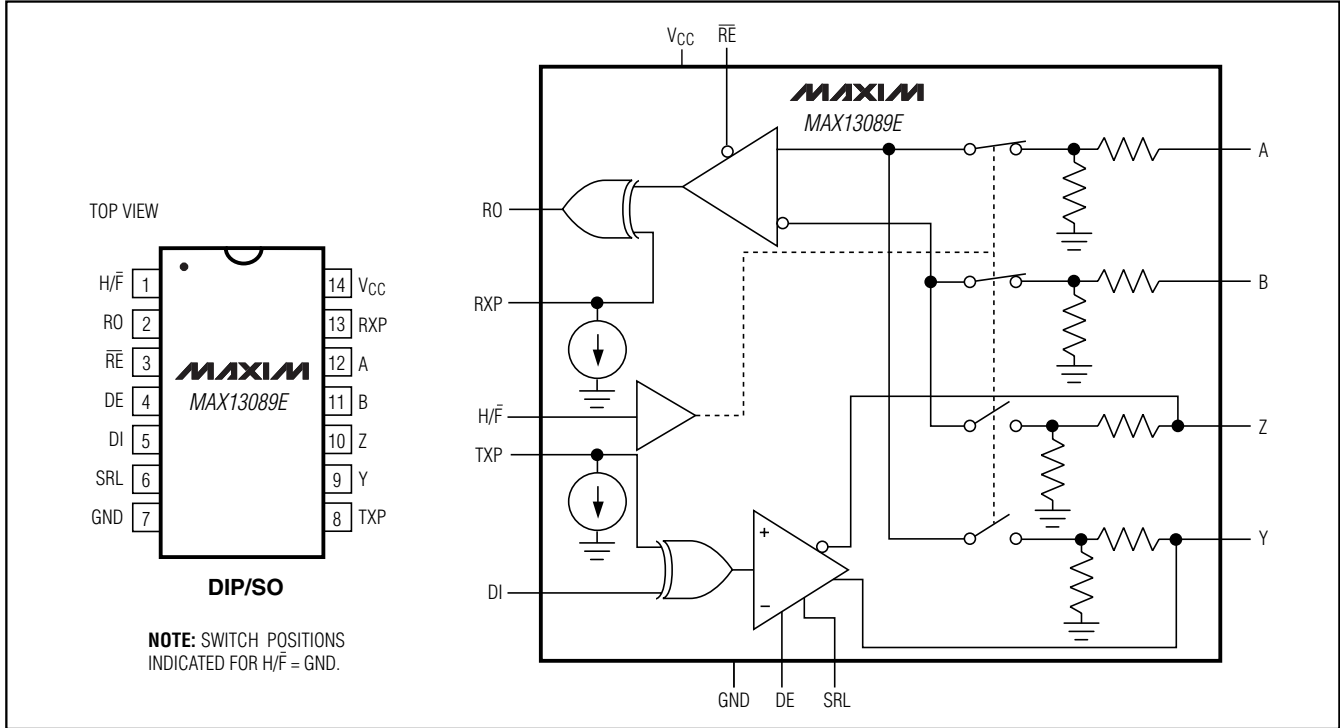 TOP VIEW
H/F̅ 1
RO 2
R̅E̅ 3
DE 4
DI 5
SRL 6
GND 7
14 VCC
13 RXP
12 A
11 B
10 Z
9 Y
8 TXP
MAXIM
MAX13089E
DIP/SO
NOTE: SWITCH POSITIONS
INDICATED FOR H/F̅ = GND.
VCC R̅E̅
MAXIM
MAX13089E
RO
RXP
H/F̅
TXP
DI
+
−
A
B
Z
Y
GND DE SRL